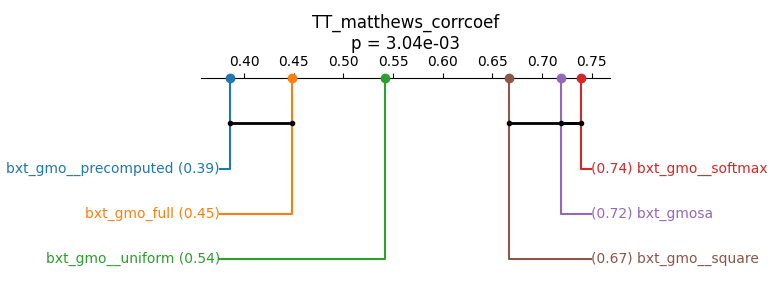 TT_matthews_corrcoef
p = 3.04e-03
0.40 0.45 0.50 0.55 0.60 0.65 0.70 0.75
bxt_gmo__precomputed (0.39) (0.74) bxt_gmo__softmax
bxt_gmo_full (0.45) (0.72) bxt_gmosa
bxt_gmo__uniform (0.54) (0.67) bxt_gmo__square